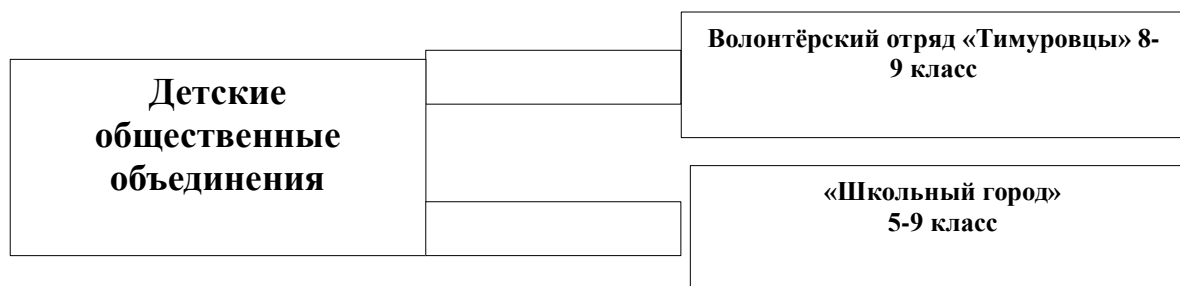 Детские
общественные
объединения
Волонтёрский отряд «Тимуровцы» 8-
9 класс
«Школьный город»
5-9 класс